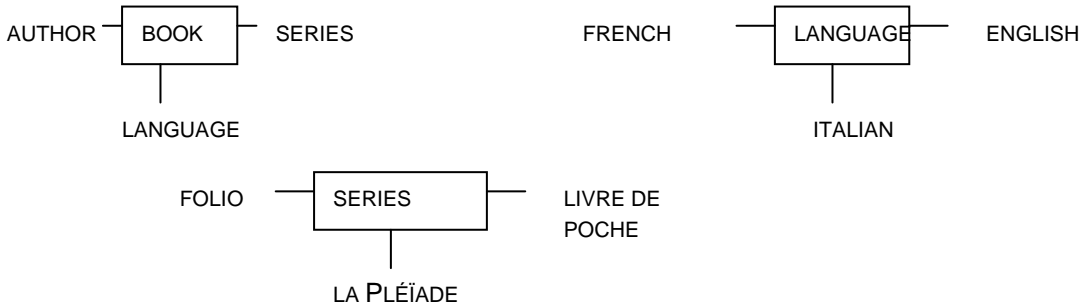 AUTHOR BOOK SERIES FRENCH LANGUAGE ENGLISH
LANGUAGE ITALIAN
FOLIO SERIES LIVRE DE
POCHE
LA PLÉÏADE